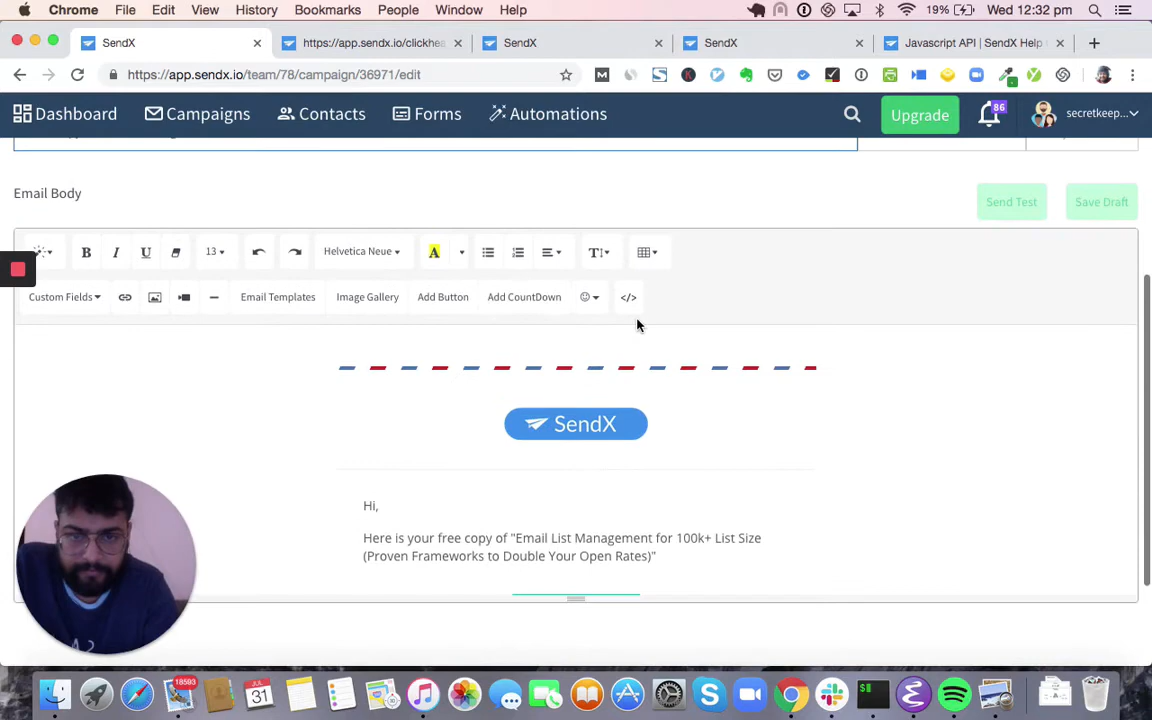 Chrome File Edit View History Bookmarks People Window Help 19% Wed 12:32 pm
SendX https://app.sendx.io/clickhea SendX SendX Javascript API | SendX Help
https://app.sendx.io/team/78/campaign/36971/edit
Dashboard Campaigns Contacts Forms Automations Upgrade 86 secretkeep...
Email Body Send Test Save Draft
B I U 13 Helvetica Neue A T
Custom Fields Email Templates Image Gallery Add Button Add CountDown </>
SendX
Hi,
Here is your free copy of "Email List Management for 100k+ List Size
(Proven Frameworks to Double Your Open Rates)"
18593
JUL
31